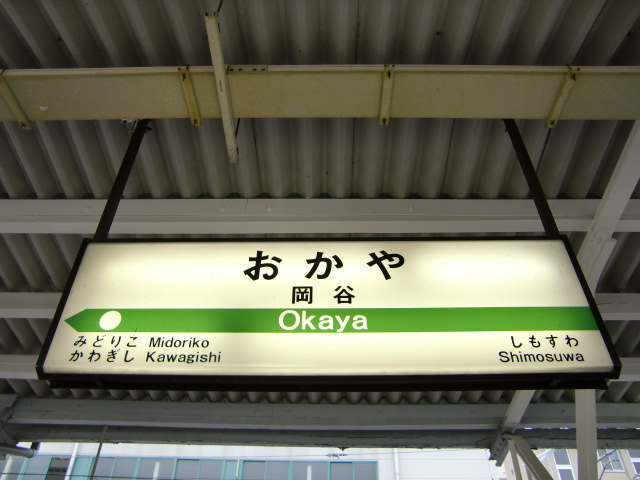 おかや
岡谷
Okaya
みどりこ Midoriko
かわぎし Kawagishi
しもすわ
Shimosuwa